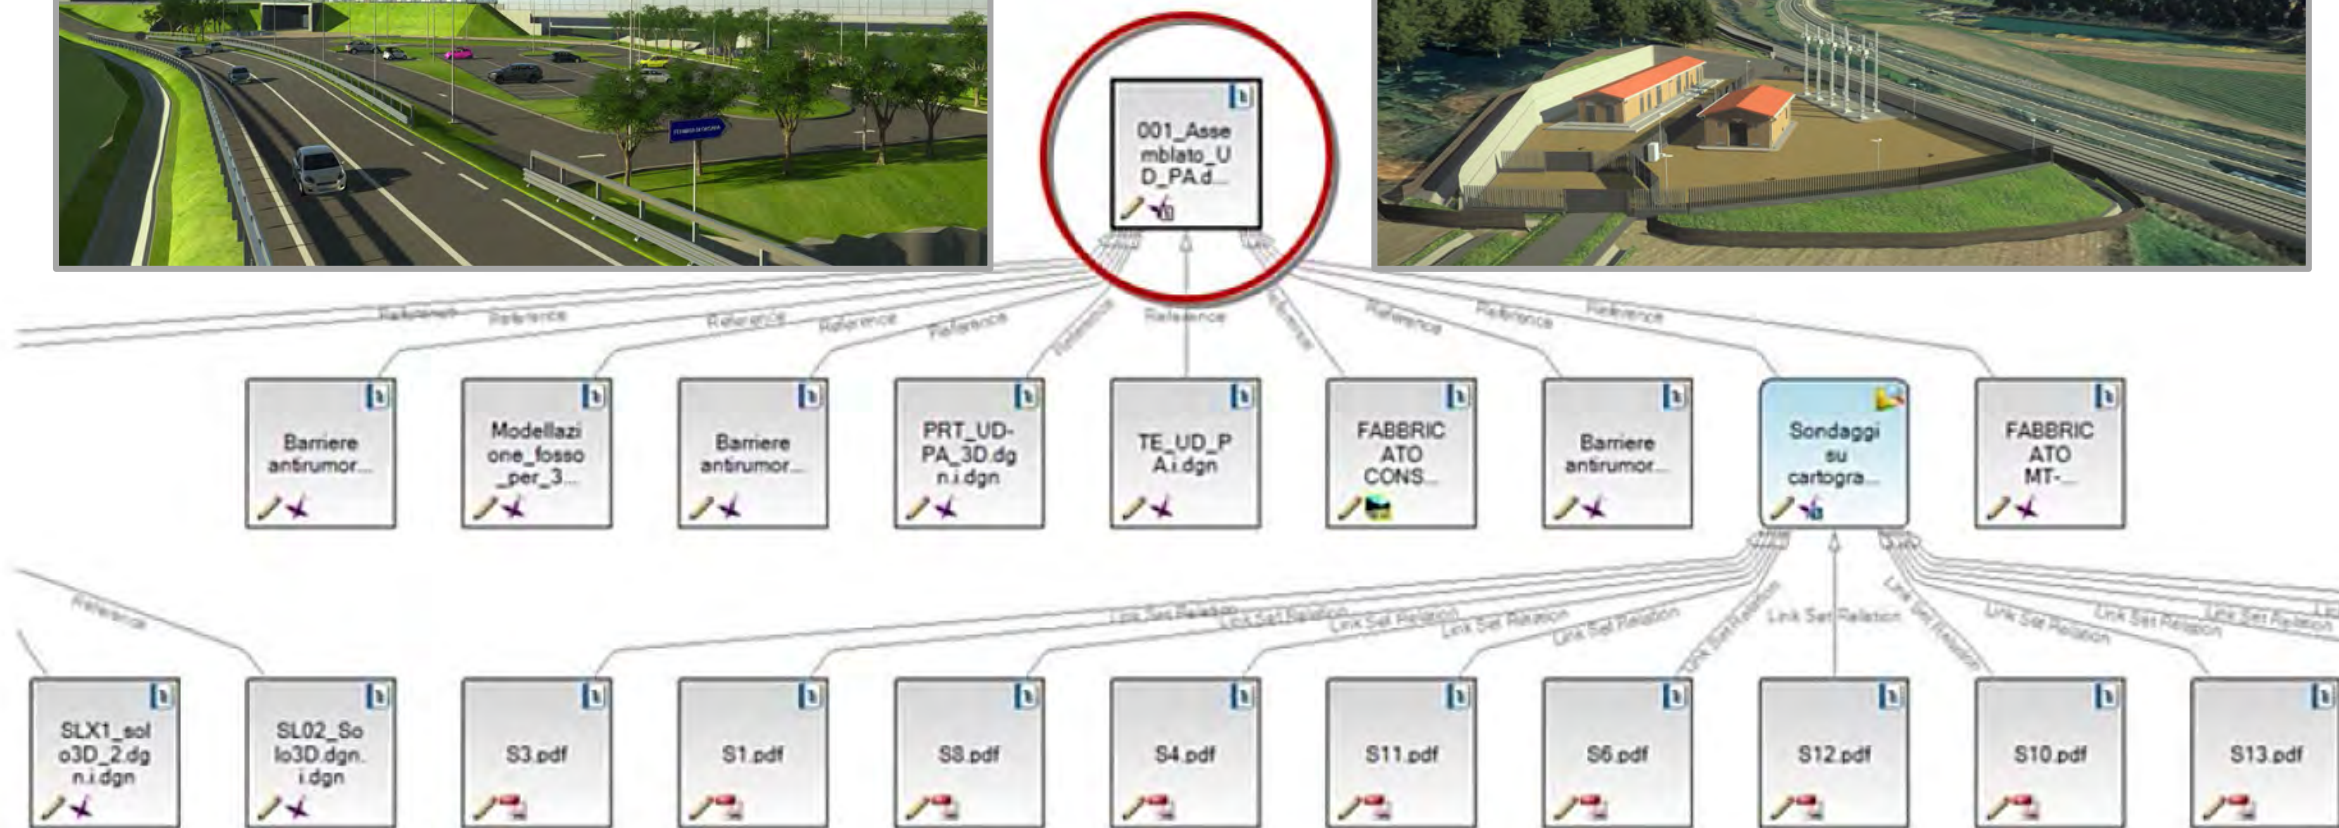 001_Asse
mblato_U
D_PA.d...
Reference
Reference
Reference
Reference
Reference
Reference
Reference
Reference
Reference
Reference
Barriere
antirumor...
Modellazi
one_fosso
_per_3...
Barriere
antirumor...
PRT_UD-
PA_3D.dg
n.i.dgn
TE_UD_P
A.i.dgn
FABBRIC
ATO
CONS...
Barriere
antirumor...
Sondaggi
su
cartogra...
FABBRIC
ATO
MT-...
Reference
Link Set Relation
Link Set Relation
Link Set Relation
Link Set Relation
Link Set Relation
Link Set Relation
Link Set Relation
Link Set Relation
Link Set Relation
Link Set Relation
Link Set Relation
SLX1_sol
o3D_2.dg
n.i.dgn
SL02_So
lo3D.dgn.
i.dgn
S3.pdf
S1.pdf
S8.pdf
S4.pdf
S11.pdf
S6.pdf
S12.pdf
S10.pdf
S13.pdf